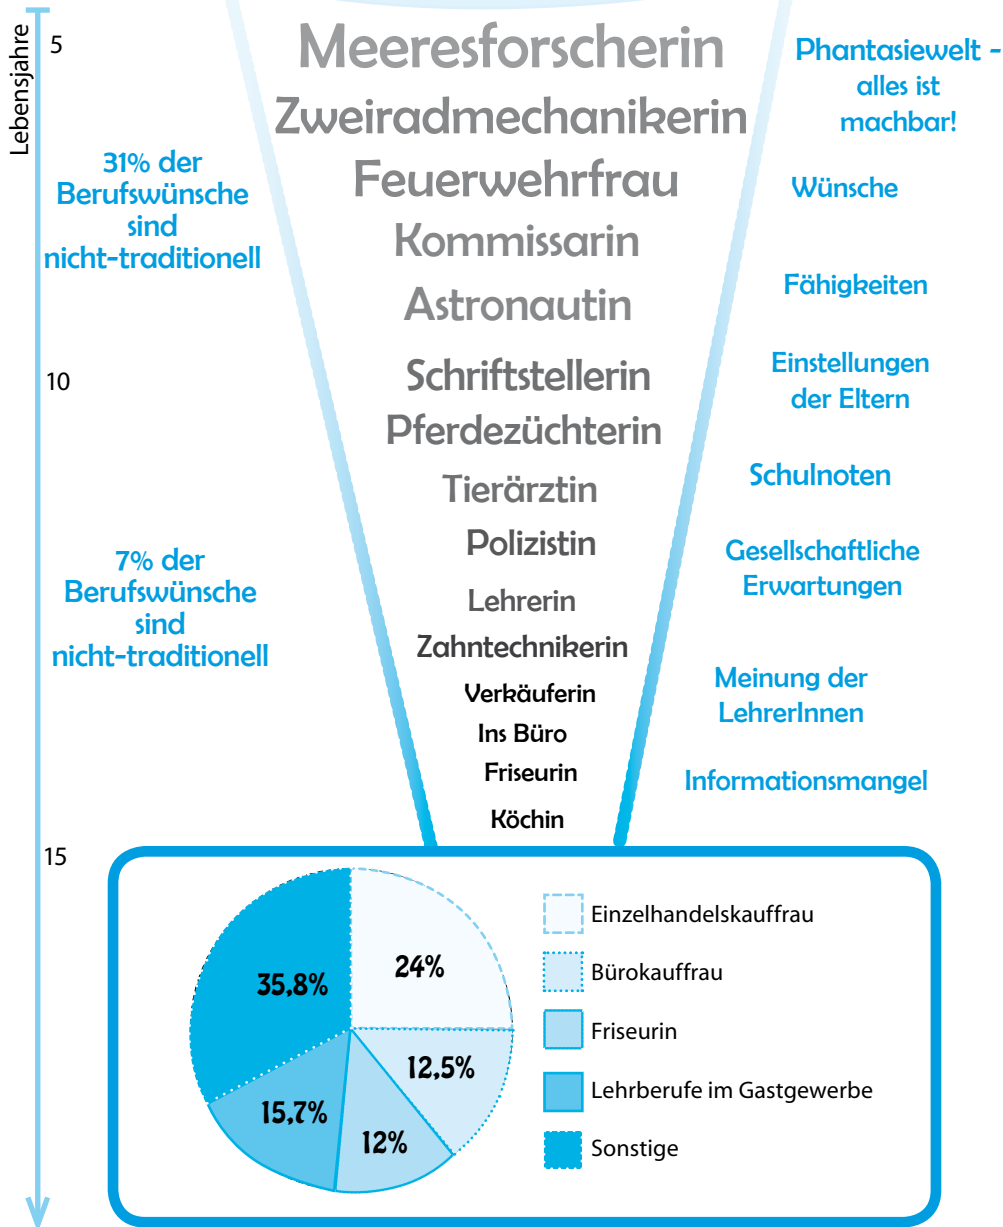 Lebensjahre
5
10
15
31% der
Berufswünsche
sind
nicht-traditionell
7% der
Berufswünsche
sind
nicht-traditionell
Meeresforscherin
Zweiradmechanikerin
Feuerwehrfrau
Kommissarin
Astronautin
Schriftstellerin
Pferdezüchterin
Tierärztin
Polizistin
Lehrerin
Zahntechnikerin
Verkäuferin
Ins Büro
Friseurin
Köchin
Phantasiewelt -
alles ist
machbar!
Wünsche
Fähigkeiten
Einstellungen
der Eltern
Schulnoten
Gesellschaftliche
Erwartungen
Meinung der
LehrerInnen
Informationsmangel
35,8%
24%
12,5%
15,7%
12%
Einzelhandelskauffrau
Bürokauffrau
Friseurin
Lehrberufe im Gastgewerbe
Sonstige